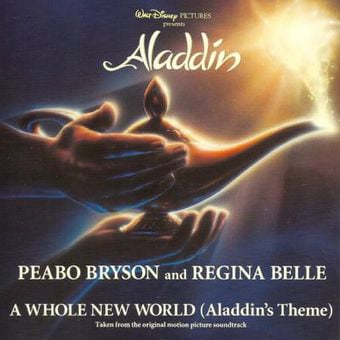 Walt Disney PICTURES
presents
Aladdin
PEABO BRYSON and REGINA BELLE
A WHOLE NEW WORLD (Aladdin's Theme)
Taken from the original motion picture soundtrack